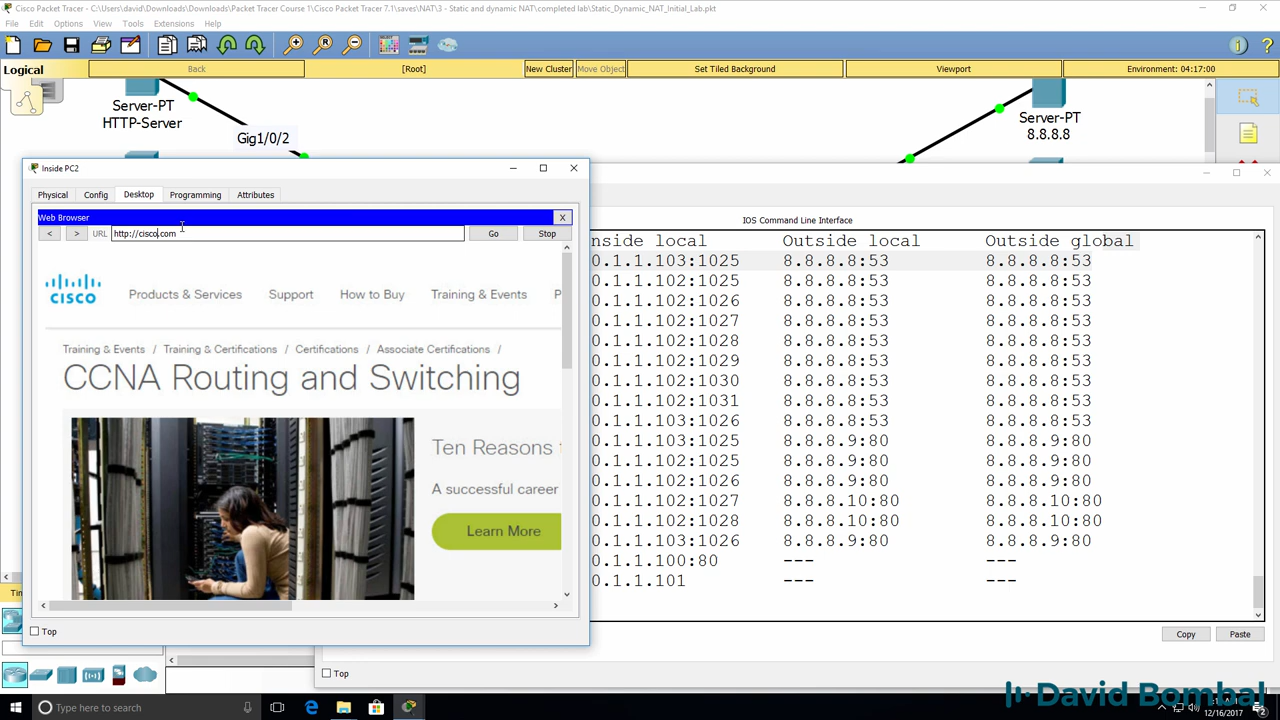 Cisco Packet Tracer - C:\Users\david\Downloads\Downloads\Packet Tracer Course 1\Cisco Packet Tracer 7.1\saves\NAT\3 - Static and dynamic NAT\completed lab\Static_Dynamic_NAT_Initial_Lab.pkt
File Edit Options View Tools Extensions Help
Logical Back [Root] New Cluster Move Object Set Tiled Background Viewport Environment: 04:17:00
Server-PT
HTTP-Server
Gig1/0/2
Server-PT
8.8.8.8
Inside PC2
Physical Config Desktop Programming Attributes
Web Browser X
< > URL http://cisco.com Go Stop
CISCO
Products & Services Support How to Buy Training & Events P
Training & Events / Training & Certifications / Certifications / Associate Certifications /
CCNA Routing and Switching
Ten Reasons
A successful career
Learn More
Top
IOS Command Line Interface
nside local Outside local Outside global
0.1.1.103:1025 8.8.8.8:53 8.8.8.8:53
0.1.1.102:1025 8.8.8.8:53 8.8.8.8:53
0.1.1.102:1026 8.8.8.8:53 8.8.8.8:53
0.1.1.102:1027 8.8.8.8:53 8.8.8.8:53
0.1.1.102:1028 8.8.8.8:53 8.8.8.8:53
0.1.1.102:1029 8.8.8.8:53 8.8.8.8:53
0.1.1.102:1030 8.8.8.8:53 8.8.8.8:53
0.1.1.102:1031 8.8.8.8:53 8.8.8.8:53
0.1.1.103:1026 8.8.8.8:53 8.8.8.8:53
0.1.1.103:1025 8.8.8.9:80 8.8.8.9:80
0.1.1.102:1025 8.8.8.9:80 8.8.8.9:80
0.1.1.102:1026 8.8.8.9:80 8.8.8.9:80
0.1.1.102:1027 8.8.8.10:80 8.8.8.10:80
0.1.1.102:1028 8.8.8.10:80 8.8.8.10:80
0.1.1.103:1026 8.8.8.9:80 8.8.8.9:80
0.1.1.100:80 --- ---
0.1.1.101 --- ---
Copy Paste
Top
Tin
David Bombal
Type here to search
12/16/2017